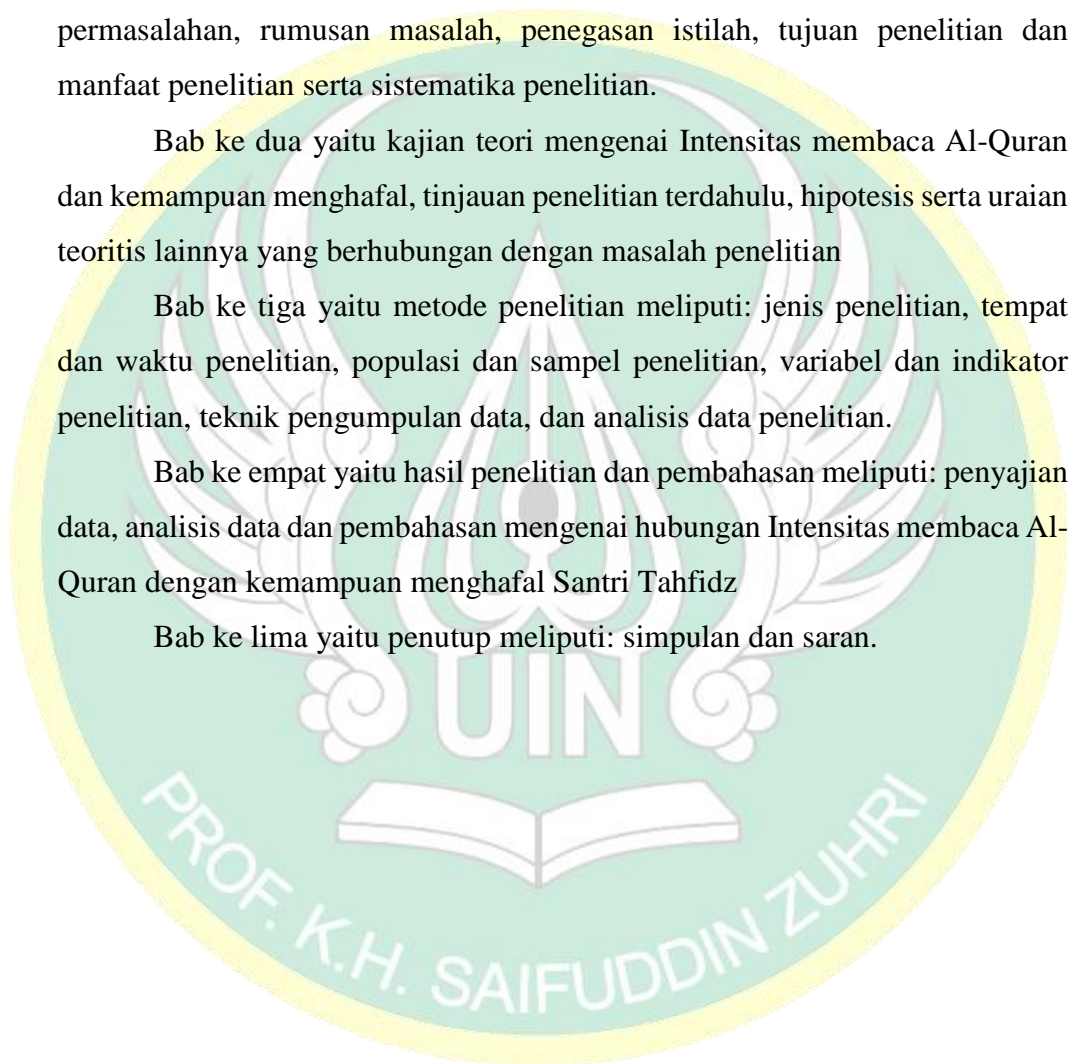 permasalahan, rumusan masalah, penegasan istilah, tujuan penelitian dan
manfaat penelitian serta sistematika penelitian.
Bab ke dua yaitu kajian teori mengenai Intensitas membaca Al-Quran
dan kemampuan menghafal, tinjauan penelitian terdahulu, hipotesis serta uraian
teoritis lainnya yang berhubungan dengan masalah penelitian
Bab ke tiga yaitu metode penelitian meliputi: jenis penelitian, tempat
dan waktu penelitian, populasi dan sampel penelitian, variabel dan indikator
penelitian, teknik pengumpulan data, dan analisis data penelitian.
Bab ke empat yaitu hasil penelitian dan pembahasan meliputi: penyajian
data, analisis data dan pembahasan mengenai hubungan Intensitas membaca Al-
Quran dengan kemampuan menghafal Santri Tahfidz
Bab ke lima yaitu penutup meliputi: simpulan dan saran.
UIN
PROF. K.H. SAIFUDDIN ZUHRI